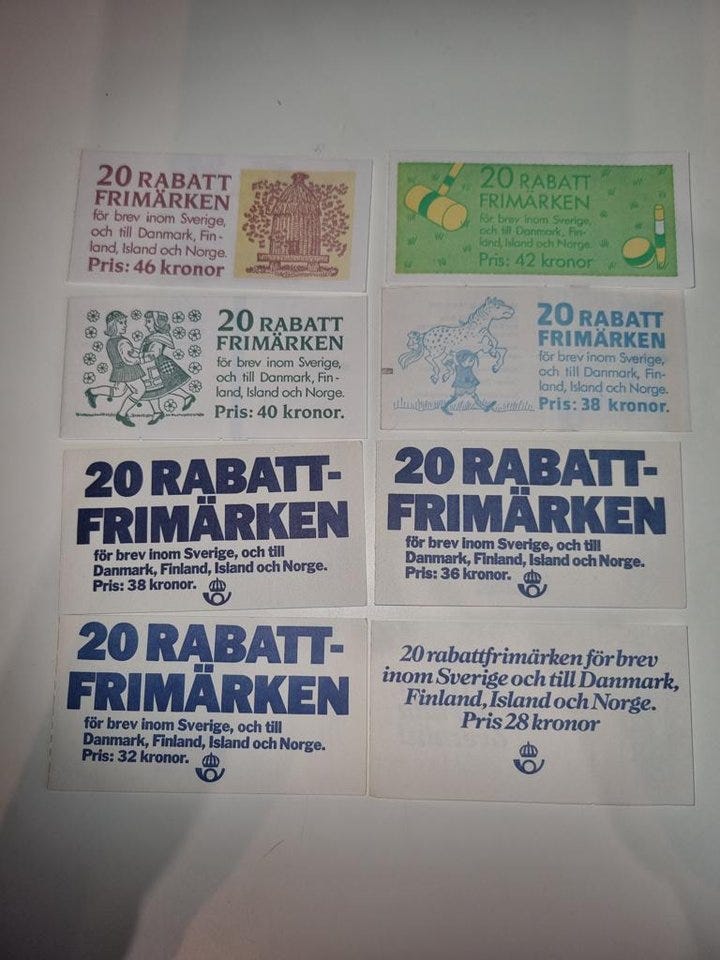 20 RABATT
FRIMÄRKEN
för brev inom Sverige,
och till Danmark, Fin-
land, Island och Norge.
Pris: 46 kronor
20 RABATT
FRIMÄRKEN
för brev inom Sverige,
och till Danmark, Fin-
land, Island och Norge.
Pris: 42 kronor
20 RABATT
FRIMÄRKEN
för brev inom Sverige,
och till Danmark, Fin-
land, Island och Norge.
Pris: 40 kronor.
20 RABATT
FRIMÄRKEN
för brev inom Sverige,
och till Danmark, Fin-
land, Island och Norge.
Pris: 38 kronor.
20 RABATT-
FRIMÄRKEN
för brev inom Sverige, och till
Danmark, Finland, Island och Norge.
Pris: 38 kronor.
20 RABATT-
FRIMÄRKEN
för brev inom Sverige, och till
Danmark, Finland, Island och Norge.
Pris: 36 kronor.
20 RABATT-
FRIMÄRKEN
för brev inom Sverige, och till
Danmark, Finland, Island och Norge.
Pris: 32 kronor.
20 rabattfrimärken för brev
inom Sverige och till Danmark,
Finland, Island och Norge.
Pris 28 kronor